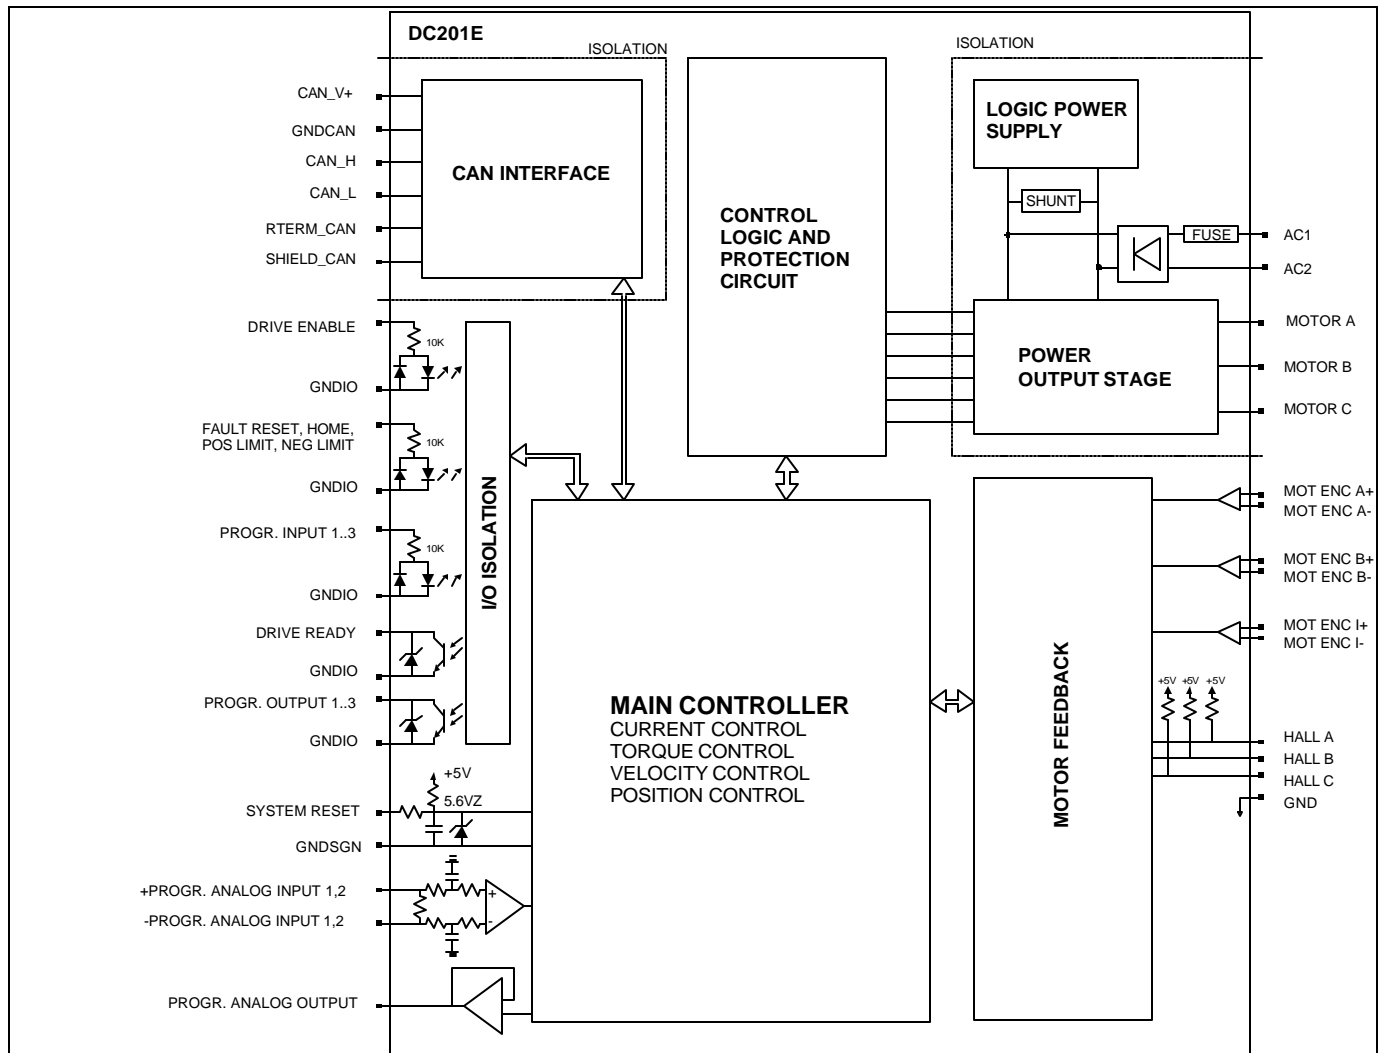 DC201E
ISOLATION
ISOLATION
CAN_V+
GNDCAN
CAN_H
CAN_L
RTERM_CAN
SHIELD_CAN
CAN INTERFACE
CONTROL
LOGIC AND
PROTECTION
CIRCUIT
LOGIC POWER
SUPPLY
SHUNT
FUSE
AC1
AC2
POWER
OUTPUT STAGE
MOTOR A
MOTOR B
MOTOR C
DRIVE ENABLE
10K
GNDIO
FAULT RESET, HOME,
POS LIMIT, NEG LIMIT
10K
GNDIO
PROGR. INPUT 1..3
10K
GNDIO
DRIVE READY
GNDIO
PROGR. OUTPUT 1..3
GNDIO
I/O ISOLATION
+5V
5.6VZ
SYSTEM RESET
GNDSGN
+PROGR. ANALOG INPUT 1,2
-PROGR. ANALOG INPUT 1,2
+
-
PROGR. ANALOG OUTPUT
MAIN CONTROLLER
CURRENT CONTROL
TORQUE CONTROL
VELOCITY CONTROL
POSITION CONTROL
MOTOR FEEDBACK
MOT ENC A+
MOT ENC A-
MOT ENC B+
MOT ENC B-
MOT ENC I+
MOT ENC I-
+5V +5V +5V
HALL A
HALL B
HALL C
GND